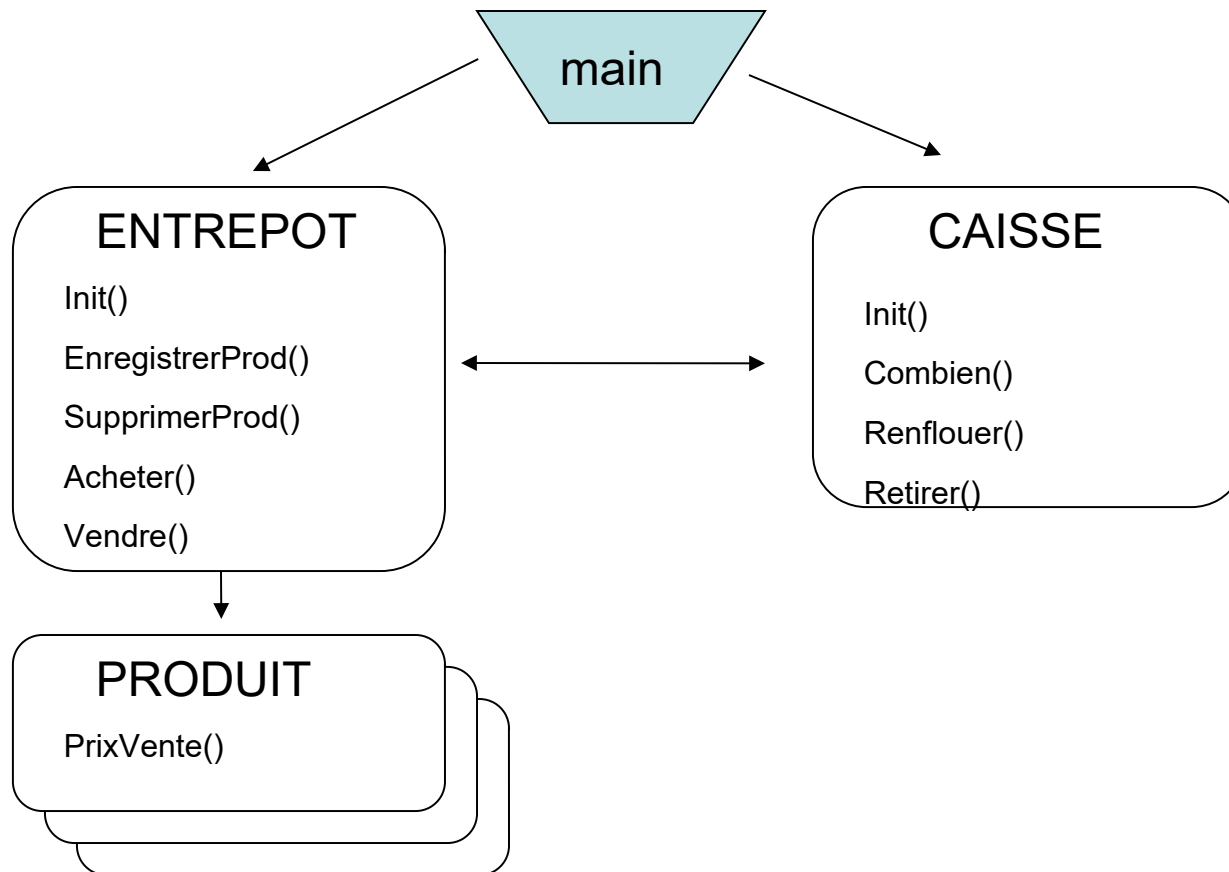 main
ENTREPOT
Init()
EnregistrerProd()
SupprimerProd()
Acheter()
Vendre()
CAISSE
Init()
Combien()
Renflouer()
Retirer()
PRODUIT
PrixVente()